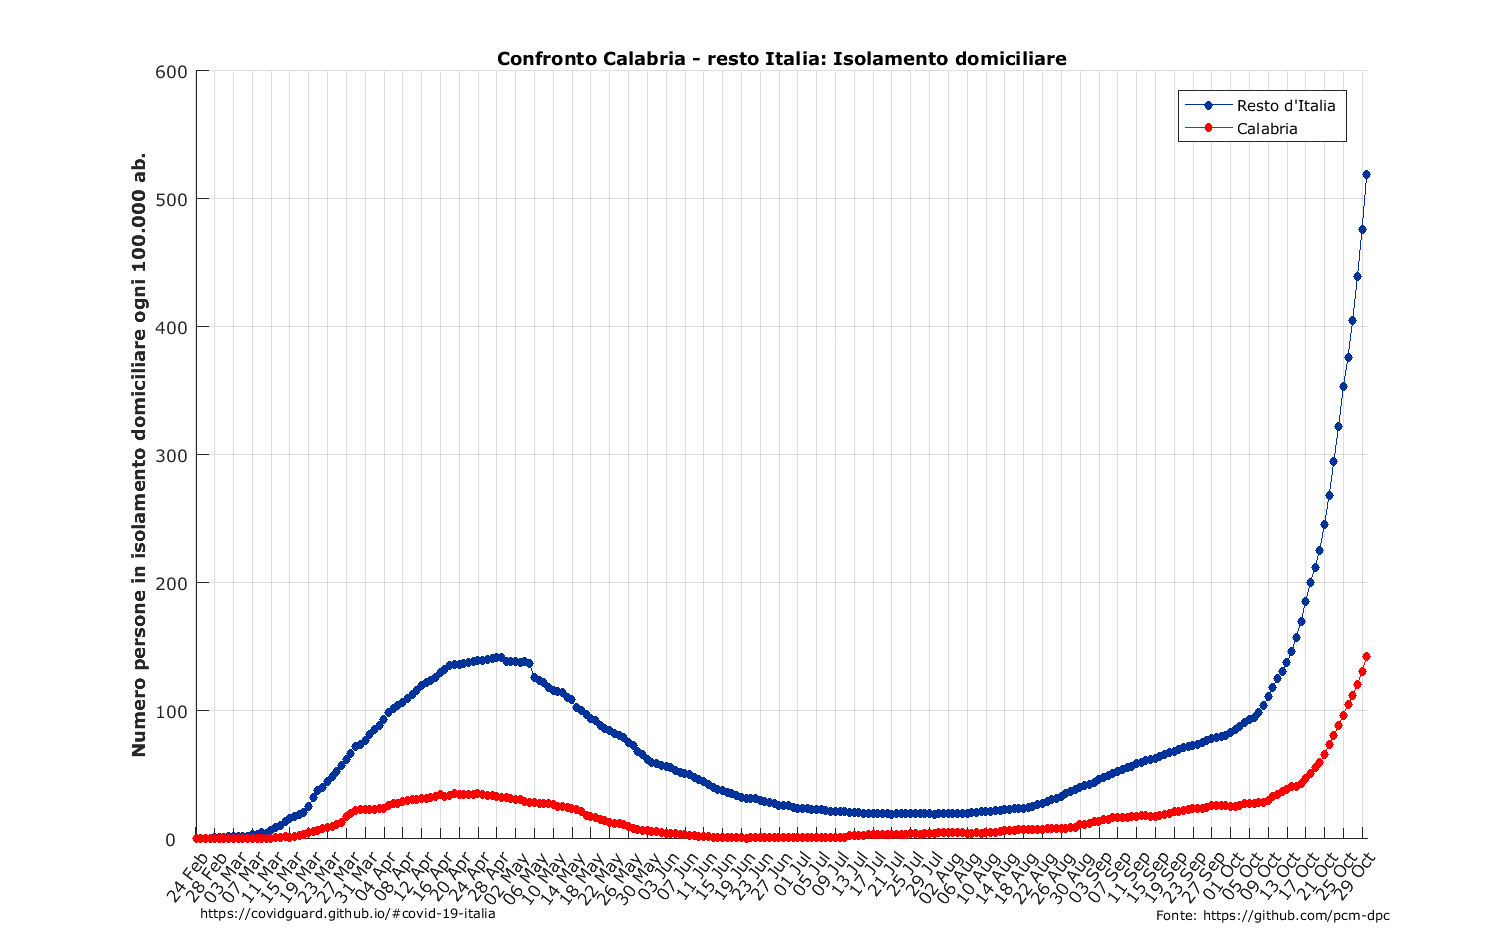 Confronto Calabria - resto Italia: Isolamento domiciliare
Resto d'Italia
Calabria
Numero persone in isolamento domiciliare ogni 100.000 ab.
600
500
400
300
200
100
0
24 Feb
28 Feb
03 Mar
07 Mar
11 Mar
15 Mar
19 Mar
23 Mar
27 Mar
31 Mar
04 Apr
08 Apr
12 Apr
16 Apr
20 Apr
24 Apr
28 Apr
02 May
06 May
10 May
14 May
18 May
22 May
26 May
30 May
03 Jun
07 Jun
11 Jun
15 Jun
19 Jun
23 Jun
27 Jun
01 Jul
05 Jul
09 Jul
13 Jul
17 Jul
21 Jul
25 Jul
29 Jul
02 Aug
06 Aug
10 Aug
14 Aug
18 Aug
22 Aug
26 Aug
30 Aug
03 Sep
07 Sep
11 Sep
15 Sep
19 Sep
23 Sep
27 Sep
01 Oct
05 Oct
09 Oct
13 Oct
17 Oct
21 Oct
25 Oct
29 Oct
https://covidguard.github.io/#covid-19-italia
Fonte: https://github.com/pcm-dpc